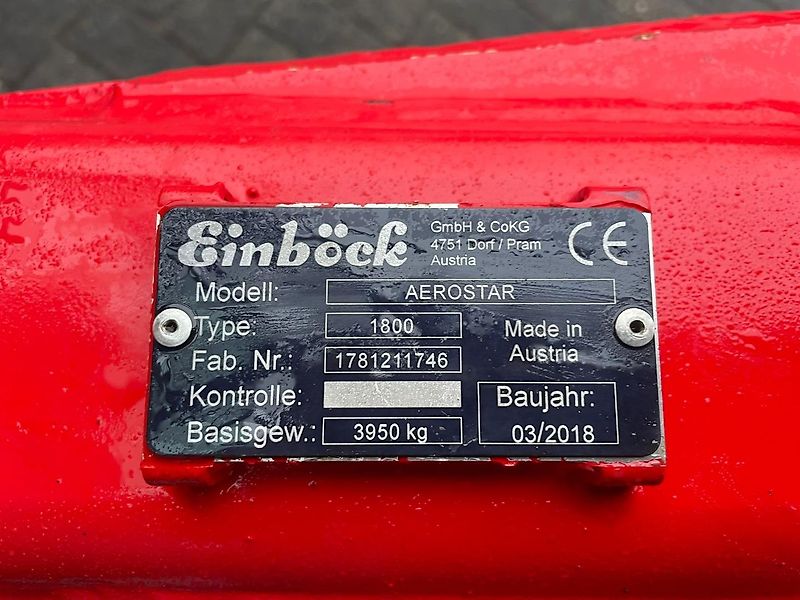 Einböck
GmbH & CoKG
4751 Dorf / Pram
Austria
CE
Modell: AEROSTAR
Type: 1800
Made in
Austria
Fab. Nr.: 1781211746
Kontrolle:
Baujahr:
03/2018
Basisgew.: 3950 kg